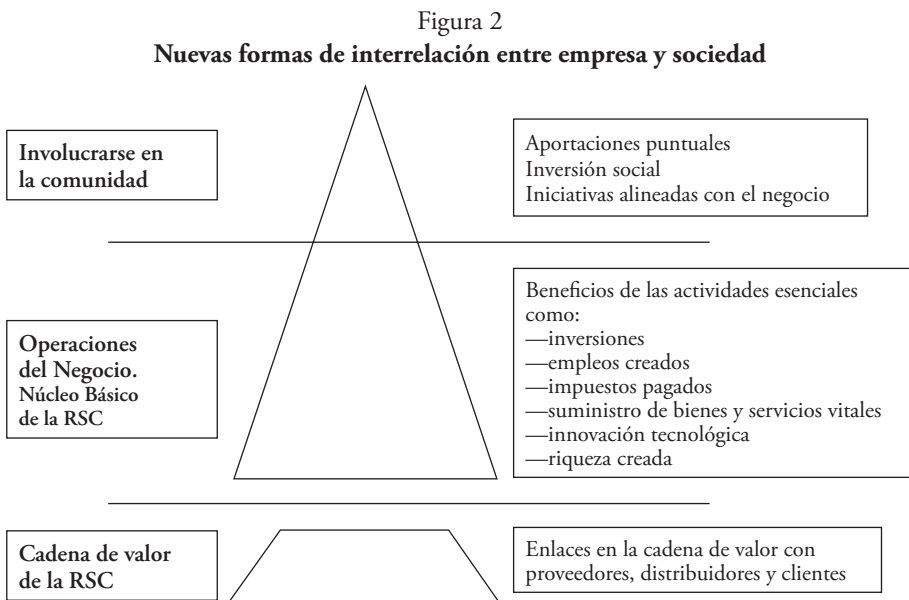 Figura 2
Nuevas formas de interrelación entre empresa y sociedad
Involucrarse en
la comunidad
Aportaciones puntuales
Inversión social
Iniciativas alineadas con el negocio
Operaciones
del Negocio.
Núcleo Básico
de la RSC
Beneficios de las actividades esenciales
como:
—inversiones
—empleos creados
—impuestos pagados
—suministro de bienes y servicios vitales
—innovación tecnológica
—riqueza creada
Cadena de valor
de la RSC
Enlaces en la cadena de valor con
proveedores, distribuidores y clientes